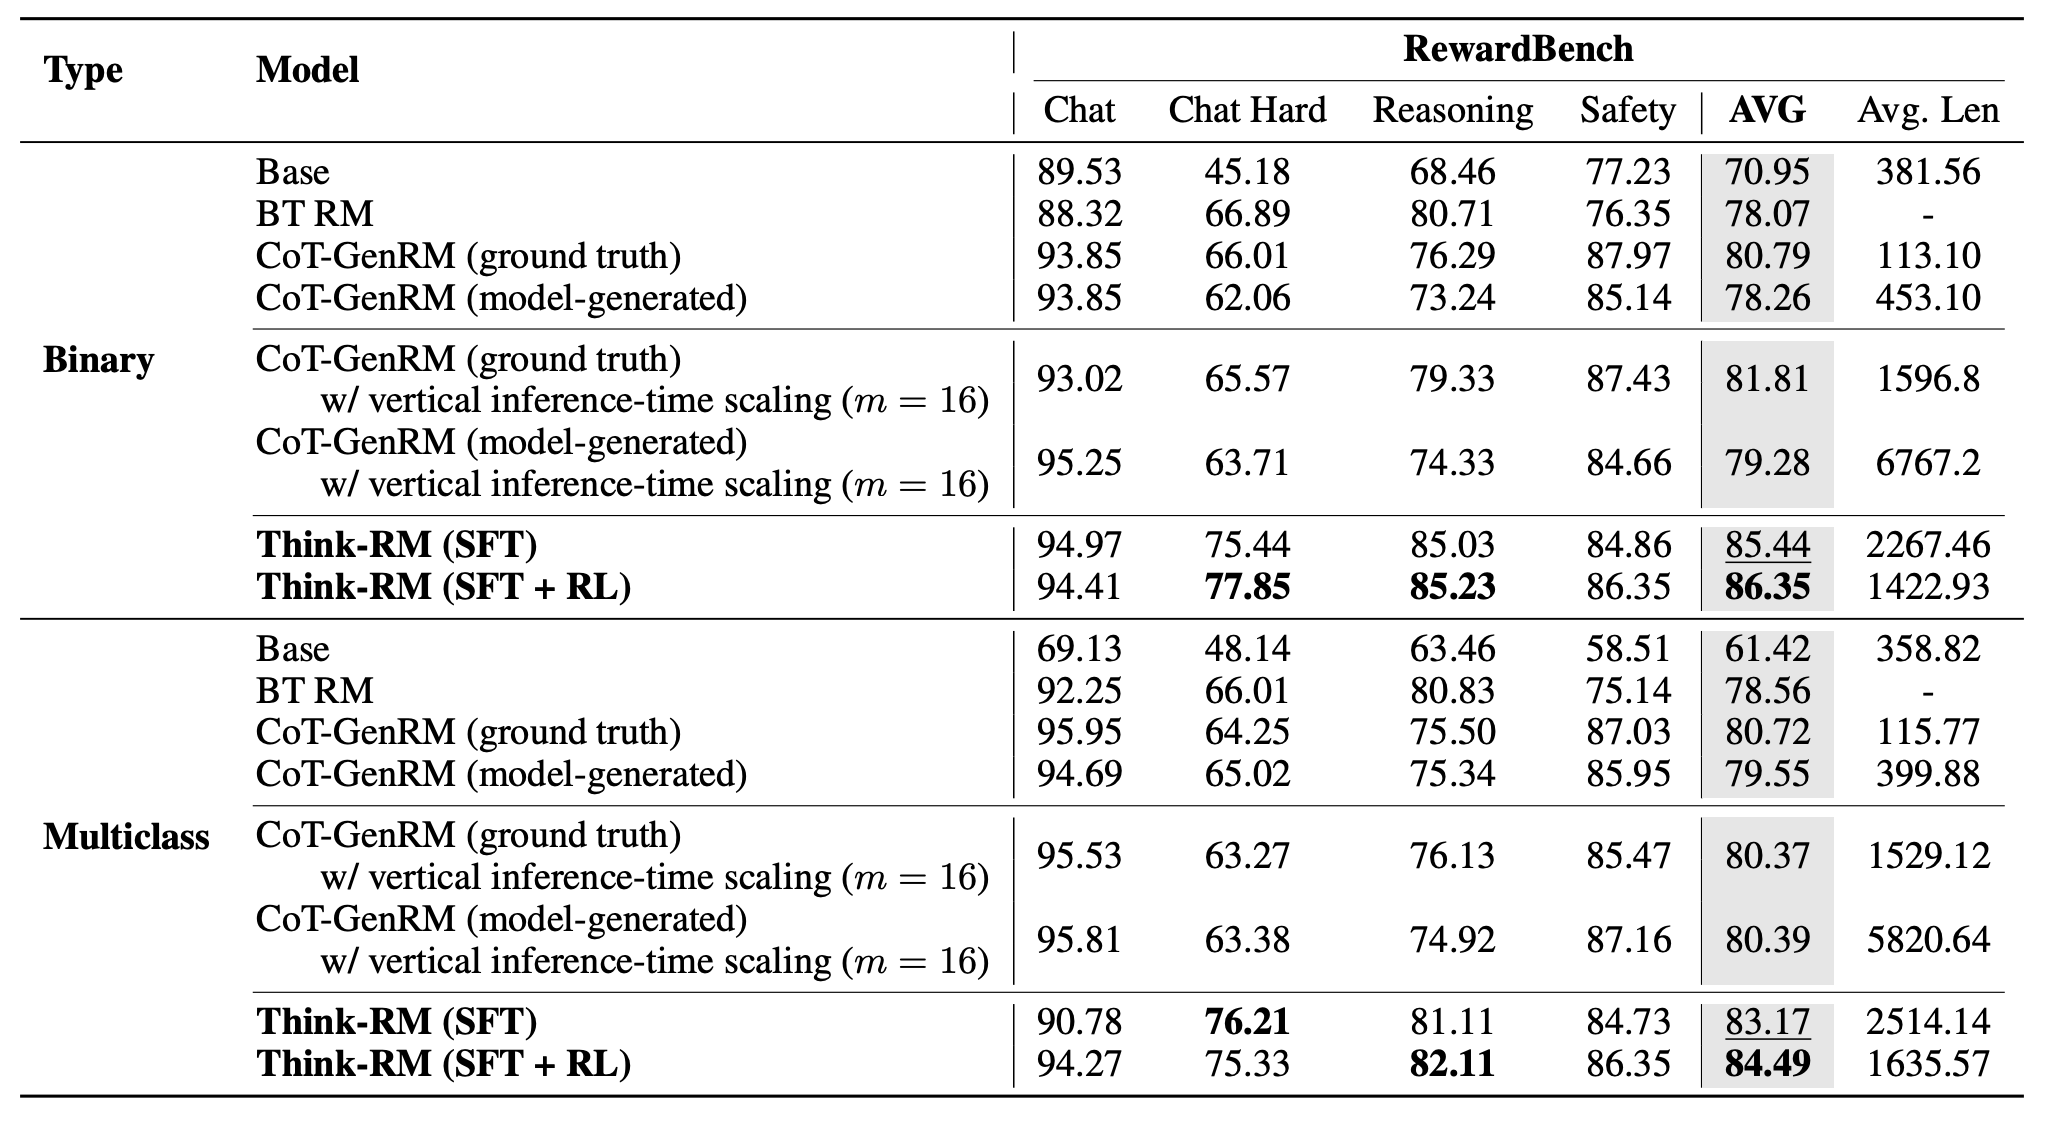 Type Model RewardBench
Chat Chat Hard Reasoning Safety AVG Avg. Len
Binary
Base 89.53 45.18 68.46 77.23 70.95 381.56
BT RM 88.32 66.89 80.71 76.35 78.07 -
CoT-GenRM (ground truth) 93.85 66.01 76.29 87.97 80.79 113.10
CoT-GenRM (model-generated) 93.85 62.06 73.24 85.14 78.26 453.10
CoT-GenRM (ground truth)
w/ vertical inference-time scaling (m = 16) 93.02 65.57 79.33 87.43 81.81 1596.8
CoT-GenRM (model-generated)
w/ vertical inference-time scaling (m = 16) 95.25 63.71 74.33 84.66 79.28 6767.2
Think-RM (SFT) 94.97 75.44 85.03 84.86 85.44 2267.46
Think-RM (SFT + RL) 94.41 77.85 85.23 86.35 86.35 1422.93
Multiclass
Base 69.13 48.14 63.46 58.51 61.42 358.82
BT RM 92.25 66.01 80.83 75.14 78.56 -
CoT-GenRM (ground truth) 95.95 64.25 75.50 87.03 80.72 115.77
CoT-GenRM (model-generated) 94.69 65.02 75.34 85.95 79.55 399.88
CoT-GenRM (ground truth)
w/ vertical inference-time scaling (m = 16) 95.53 63.27 76.13 85.47 80.37 1529.12
CoT-GenRM (model-generated)
w/ vertical inference-time scaling (m = 16) 95.81 63.38 74.92 87.16 80.39 5820.64
Think-RM (SFT) 90.78 76.21 81.11 84.73 83.17 2514.14
Think-RM (SFT + RL) 94.27 75.33 82.11 86.35 84.49 1635.57